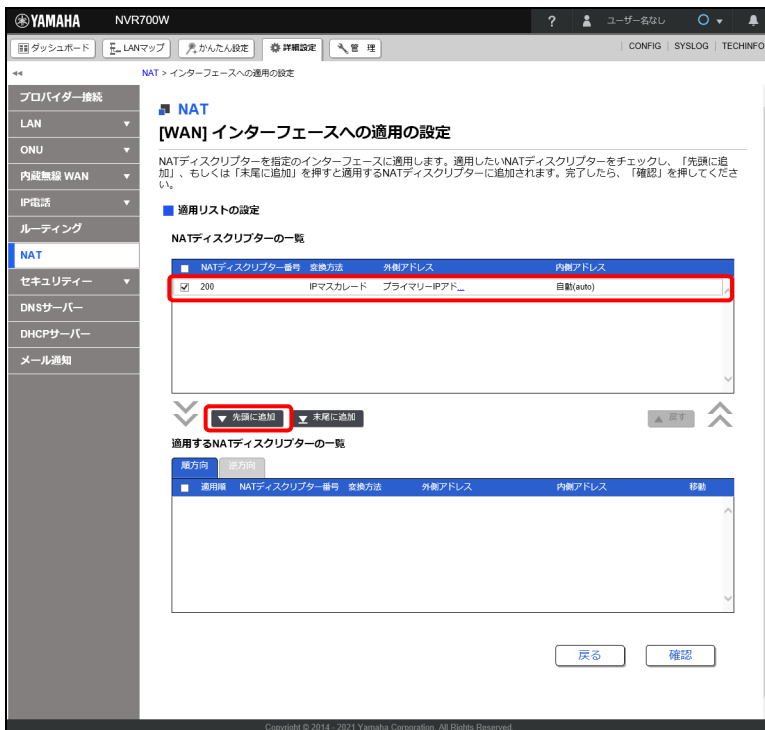 YAMAHA NVR700W ? ユーザー名なし
ダッシュボード LANマップ かんたん設定 詳細設定 管 理 CONFIG SYSLOG TECHINFO
NAT > インターフェースへの適用の設定
プロバイダー接続
LAN
ONU
内蔵無線 WAN
IP電話
ルーティング
NAT
セキュリティー
DNSサーバー
DHCPサーバー
メール通知
NAT
[WAN] インターフェースへの適用の設定
NATディスクリプターを指定のインターフェースに適用します。適用したいNATディスクリプターをチェックし、「先頭に追
加」、もしくは「末尾に追加」を押すと適用するNATディスクリプターに追加されます。完了したら、「確認」を押してくださ
い。
適用リストの設定
NATディスクリプターの一覧
NATディスクリプター番号 変換方法 外側アドレス 内側アドレス
200 IPマスカレード プライマリーIPアド... 自動(auto)
先頭に追加 末尾に追加 戻す
適用するNATディスクリプターの一覧
順方向 逆方向
適用順 NATディスクリプター番号 変換方法 外側アドレス 内側アドレス 移動
戻る 確認
Copyright © 2014 - 2021 Yamaha Corporation. All Rights Reserved.